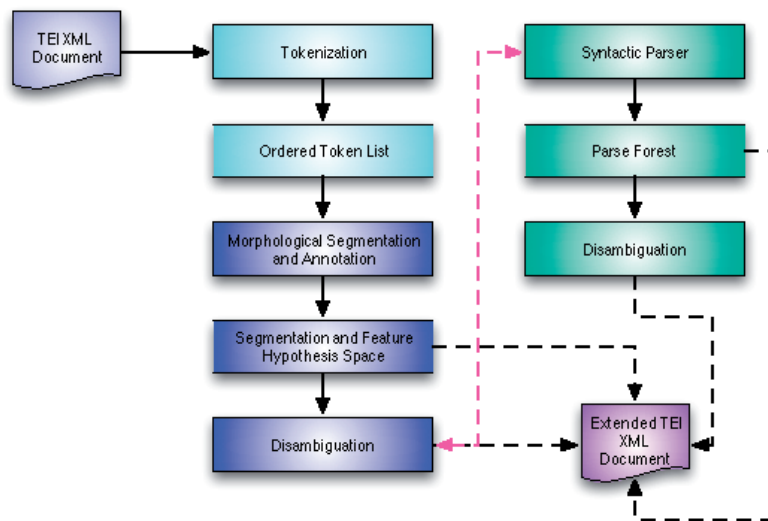 TEI XML
Document
Tokenization
Ordered Token List
Morphological Segmentation
and Annotation
Segmentation and Feature
Hypothesis Space
Disambiguation
Syntactic Parser
Parse Forest
Disambiguation
Extended TEI
XML
Document